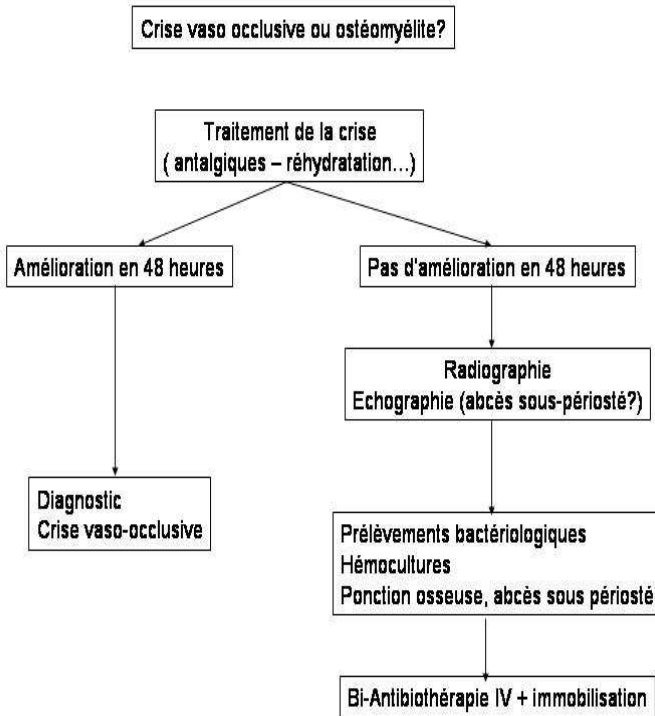 Crise vaso occlusive ou ostéomyélite?
Traitement de la crise
( antalgiques – réhydratation…)
Amélioration en 48 heures
Pas d'amélioration en 48 heures
Radiographie
Echographie (abcès sous-périosté?)
Diagnostic
Crise vaso-occlusive
Prélèvements bactériologiques
Hémocultures
Ponction osseuse, abcès sous périosté
Bi-Antibiothérapie IV + immobilisation